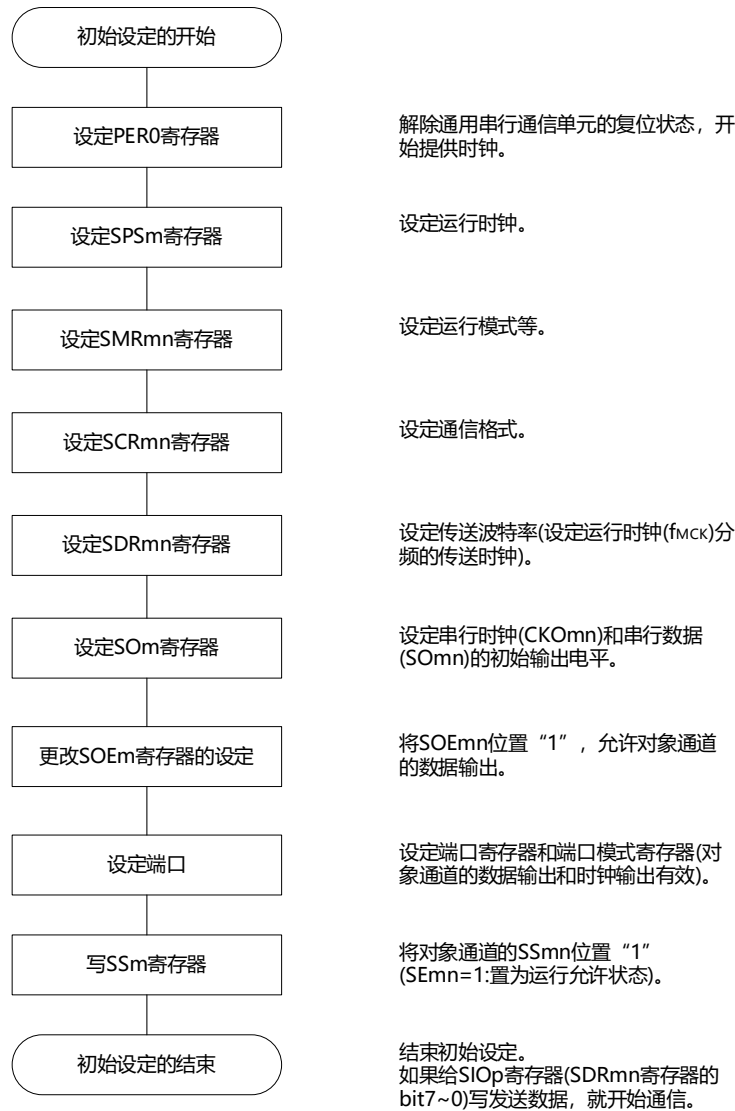 初始设定的开始
设定PER0寄存器
解除通用串行通信单元的复位状态，开
始提供时钟。
设定SPSm寄存器
设定运行时钟。
设定SMRmn寄存器
设定运行模式等。
设定SCRmn寄存器
设定通信格式。
设定SDRmn寄存器
设定传送波特率(设定运行时钟(fMCK)分
频的传送时钟)。
设定SOm寄存器
设定串行时钟(CKOmn)和串行数据
(SOmn)的初始输出电平。
更改SOEm寄存器的设定
将SOEmn位置“1”，允许对象通道
的数据输出。
设定端口
设定端口寄存器和端口模式寄存器(对
象通道的数据输出和时钟输出有效)。
写SSm寄存器
将对象通道的SSmn位置“1”
(SEmn=1:置为运行允许状态)。
初始设定的结束
结束初始设定。
如果给SIOp寄存器(SDRmn寄存器的
bit7~0)写发送数据，就开始通信。